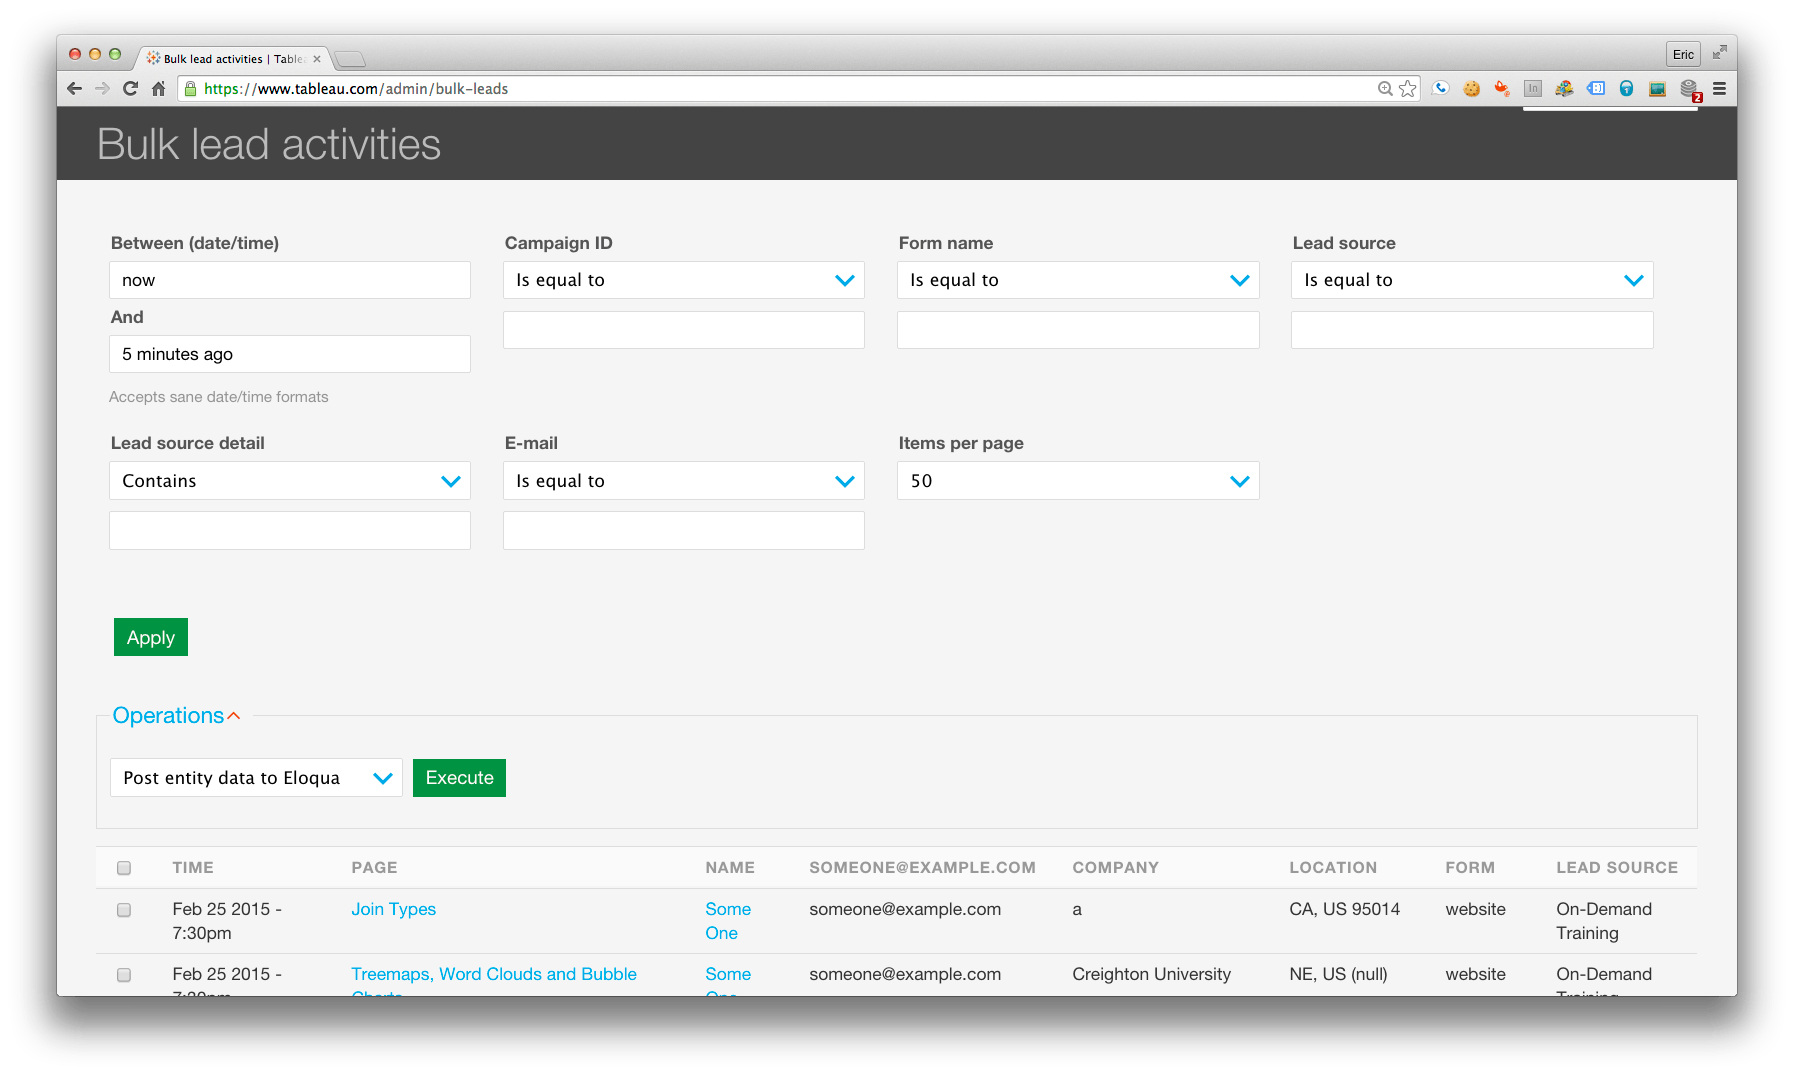 Bulk lead activities | Table
Eric
https://www.tableau.com/admin/bulk-leads
2
Bulk lead activities
Between (date/time)
Campaign ID
Form name
Lead source
now
Is equal to
Is equal to
Is equal to
And
5 minutes ago
Accepts sane date/time formats
Lead source detail
E-mail
Items per page
Contains
Is equal to
50
Apply
Operations
Post entity data to Eloqua
Execute
TIME PAGE NAME SOMEONE@EXAMPLE.COM COMPANY LOCATION FORM LEAD SOURCE
Feb 25 2015 - Join Types Some someone@example.com a CA, US 95014 website On-Demand
7:30pm One Training
Feb 25 2015 - Treemaps, Word Clouds and Bubble Some someone@example.com Creighton University NE, US (null) website On-Demand